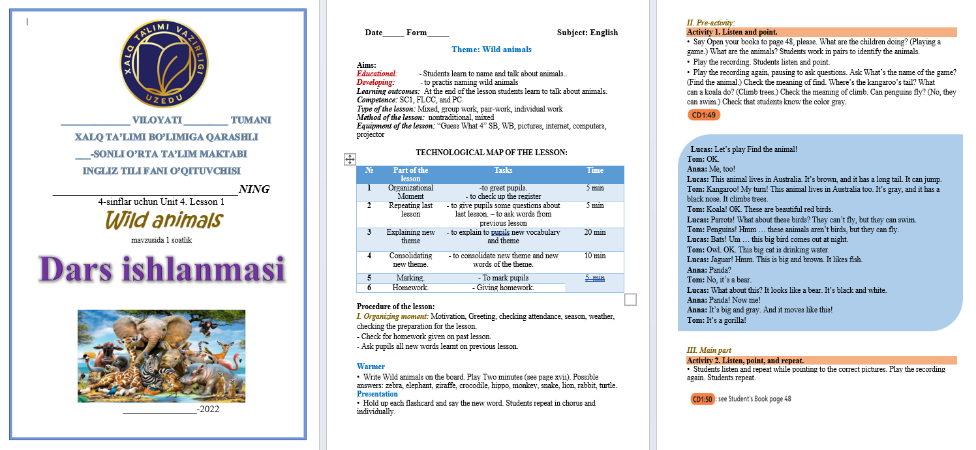 XALQ TALIMI VAZIRLIGI
UZEDU
____________ VILOYATI _________ TUMANI
XALQ TA'LIMI BO'LIMIGA QARASHLI
___-SONLI O'RTA TA'LIM MAKTABI
INGLIZ TILI FANI O'QITUVCHISI
______________________________NING
4-sinflar uchun Unit 4. Lesson 1
Wild animals
mavzusida 1 soatlik
Dars ishlanmasi
_______________-2022
Date_____ Form_____ Subject: English
Theme: Wild animals
Aims:
Educational: - Students learn to name and talk about animals..
Developing: - to practis naming wild animals
Learning outcomes: At the end of the lesson students learn to talk about animals.
Competence: SC1, FLCC, and PC
Type of the lesson: Mixed, group work, pair-work, individual work
Method of the lesson: nontraditional, mixed
Equipment of the lesson: "Guess What 4" SB, WB, pictures, internet, computers,
projector
TECHNOLOGICAL MAP OF THE LESSON:
№ Part of the lesson Tasks Time
1 Organizational Moment -to greet pupils. - to check up the register 5 min
2 Repeating last lesson - to give pupils some questions about last lesson. – to ask words from previous lesson 5 min
3 Explaining new theme - to explain to pupils new vocabulary and theme 20 min
4 Consolidating new theme. - to consolidate new theme and new words of the theme. 10 min
5 Marking. - To mark pupils 5 min
6 Homework. - Giving homework.
Procedure of the lesson:
I. Organizing moment: Motivation, Greeting, checking attendance, season, weather,
checking the preparation for the lesson.
- Check for homework given on past lesson.
- Ask pupils all new words learnt on previous lesson.
Warmer
• Write Wild animals on the board. Play Two minutes (see page xvii). Possible
answers: zebra, elephant, giraffe, crocodile, hippo, monkey, snake, lion, rabbit, turtle.
Presentation
• Hold up each flashcard and say the new word. Students repeat in chorus and
individually.
II. Pre-activity:
Activity 1. Listen and point.
• Say Open your books to page 48, please. What are the children doing? (Playing a
game.) What are the animals? Students work in pairs to identify the animals.
• Play the recording. Students listen and point.
• Play the recording again, pausing to ask questions. Ask What's the name of the game?
(Find the animal.) Check the meaning of find. Where's the kangaroo's tail? What
can a koala do? (Climb trees.) Check the meaning of climb. Can penguins fly? (No, they
can swim.) Check that students know the color gray.
CD1:49
Lucas: Let's play Find the animal!
Tom: OK.
Anna: Me, too!
Lucas: This animal lives in Australia. It's brown, and it has a long tail. It can jump.
Tom: Kangaroo! My turn! This animal lives in Australia too. It's gray, and it has a
black nose. It climbs trees.
Tom: Koala! OK. These are beautiful red birds.
Lucas: Parrots! What about these birds? They can't fly, but they can swim.
Tom: Penguins! Hmm … these animals aren't birds, but they can fly.
Lucas: Bats! Um … this big bird comes out at night.
Tom: Owl. OK. This big cat is drinking water.
Lucas: Jaguar! Hmm. This is big and brown. It likes fish.
Anna: Panda?
Tom: No, it's a bear.
Lucas: What about this? It looks like a bear. It's black and white.
Anna: Panda! Now me!
Anna: It's big and gray. And it moves like this!
Tom: It's a gorilla!
III. Main part
Activity 2. Listen, point, and repeat.
• Students listen and repeat while pointing to the correct pictures. Play the recording
again. Students repeat.
CD1:50 see Student's Book page 48